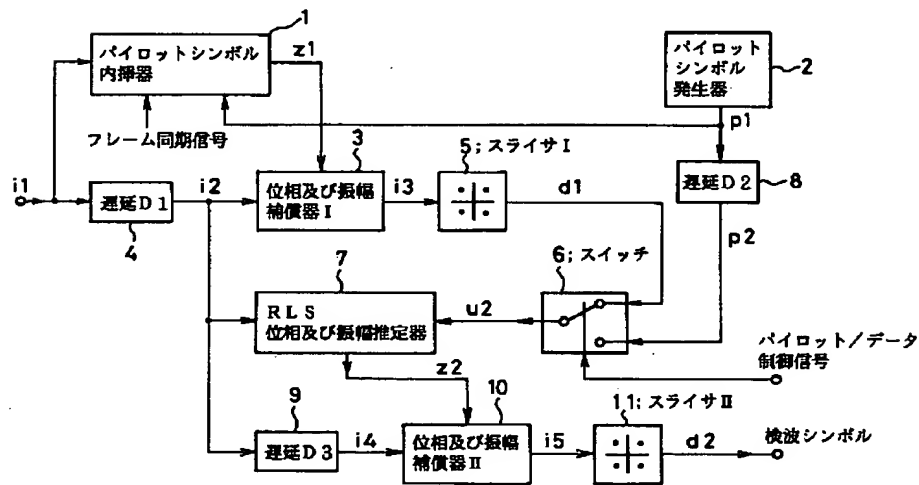 1
パイロットシンボル
内挿器
z1
パイロット
シンボル
発生器
2
フレーム同期信号
p1
3
5;スライサⅠ
i1
遅延D1
i2
位相及び振幅
補償器Ⅰ
i3
d1
遅延D2
8
4
p2
7
6;スイッチ
RLS
位相及び振幅推定器
u2
パイロット/データ
制御信号
z2
9
10
11;スライサⅡ
遅延D3
i4
位相及び振幅
補償器Ⅱ
i5
d2
検波シンボル